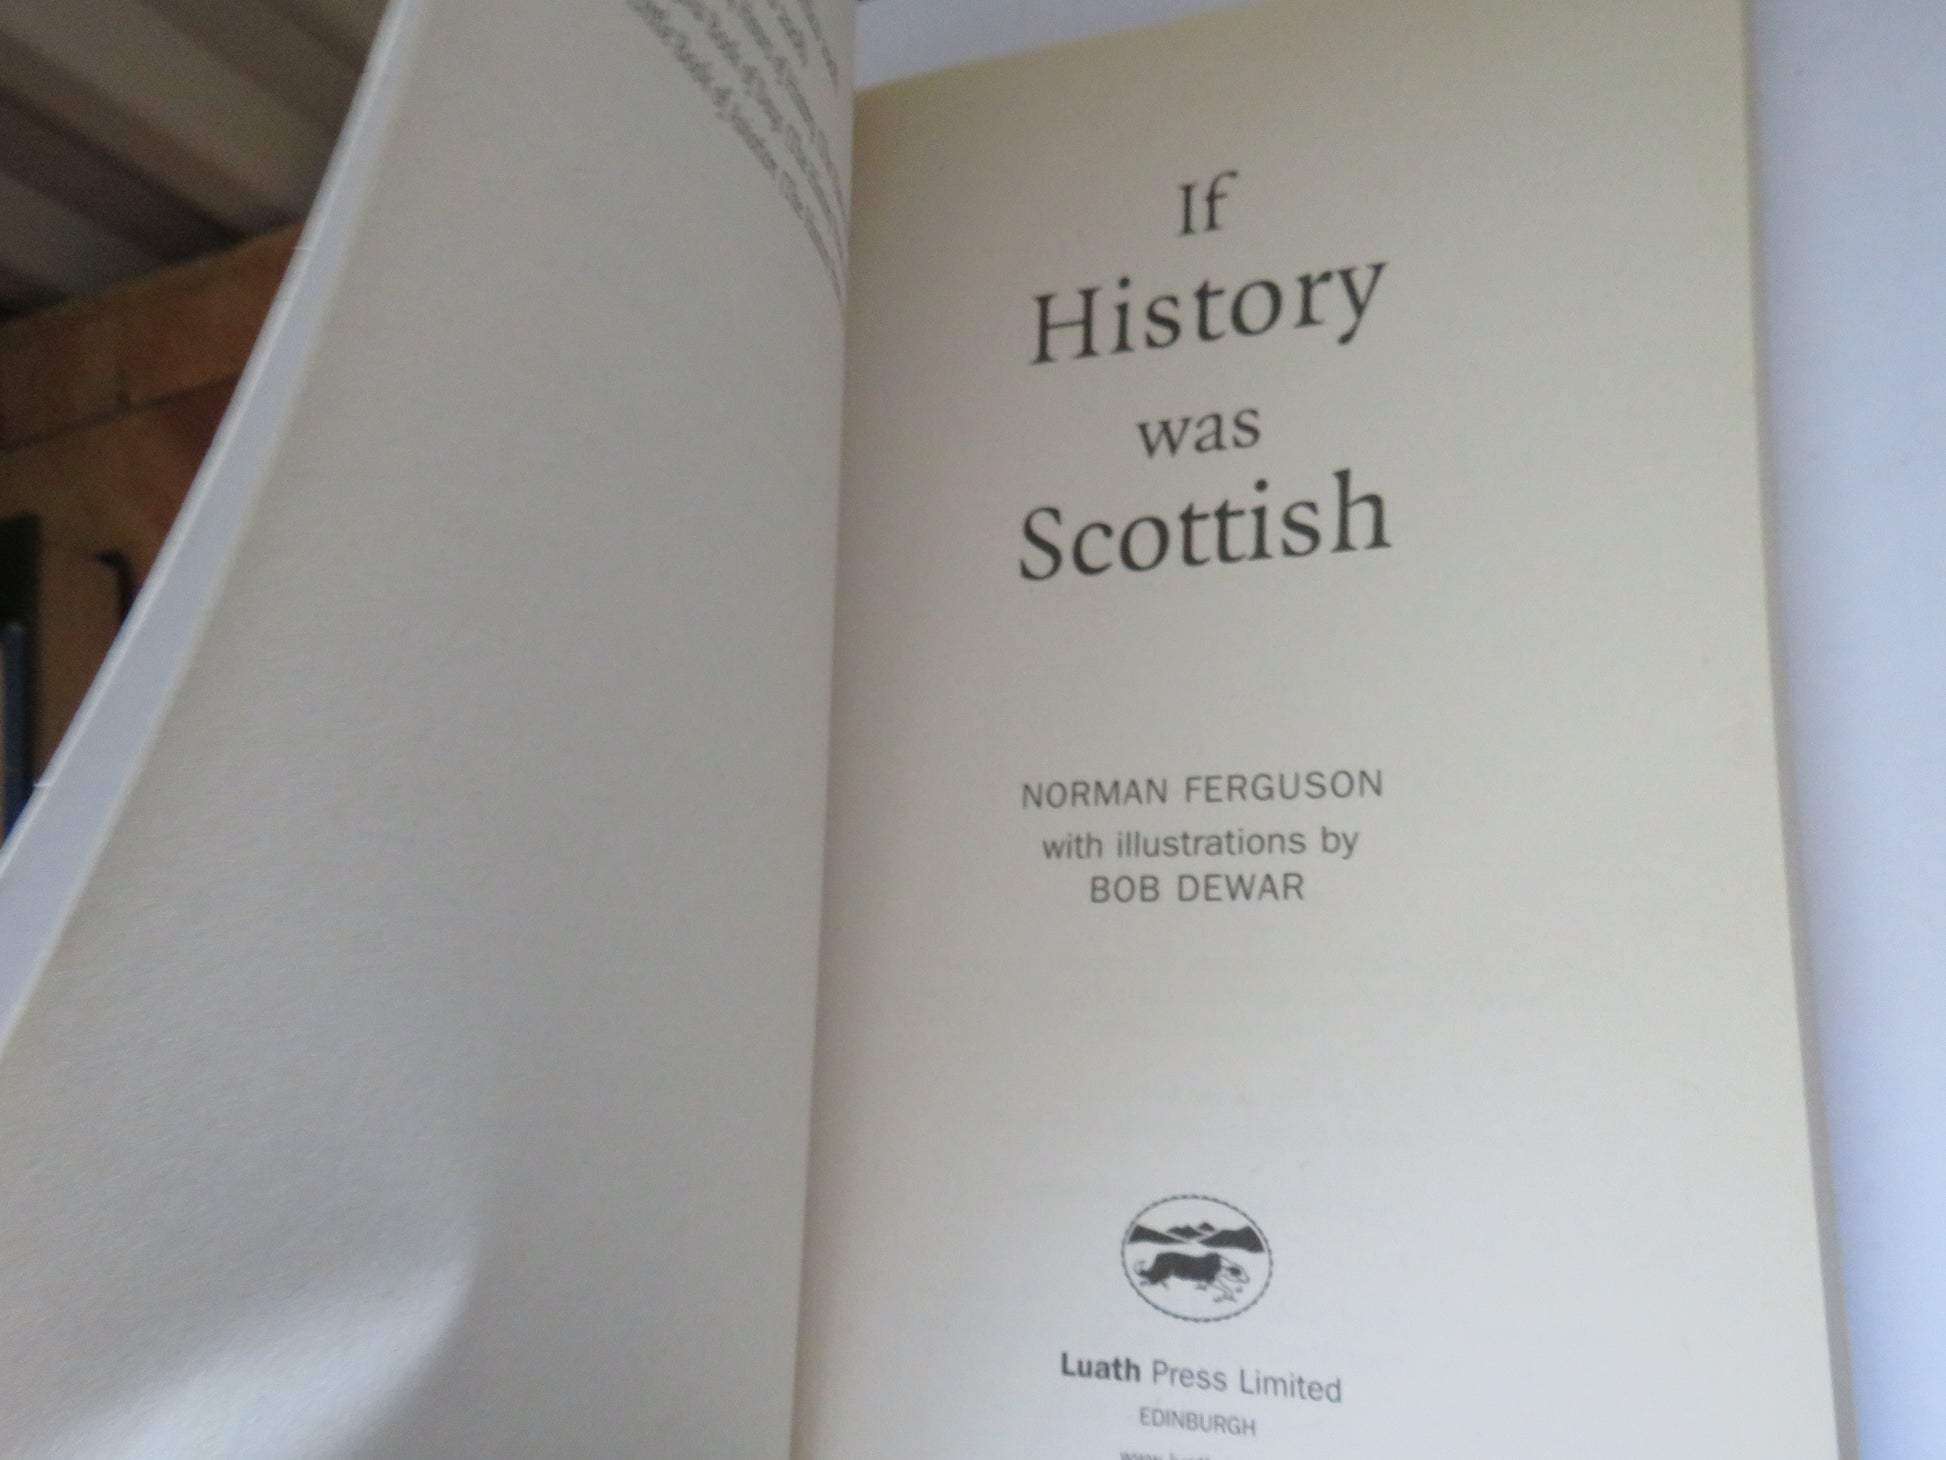 If
History
was
Scottish
NORMAN FERGUSON
with illustrations by
BOB DEWAR
Luath Press Limited
EDINBURGH